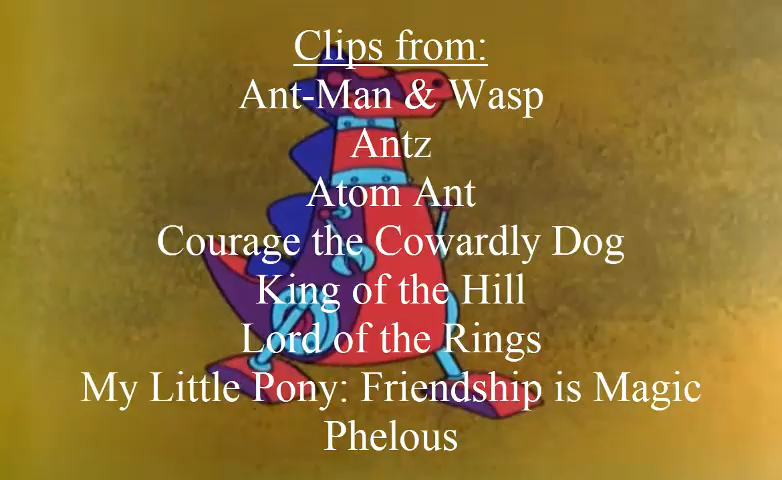 Clips from:
Ant-Man & Wasp
Antz
Atom Ant
Courage the Cowardly Dog
King of the Hill
Lord of the Rings
My Little Pony: Friendship is Magic
Phelous